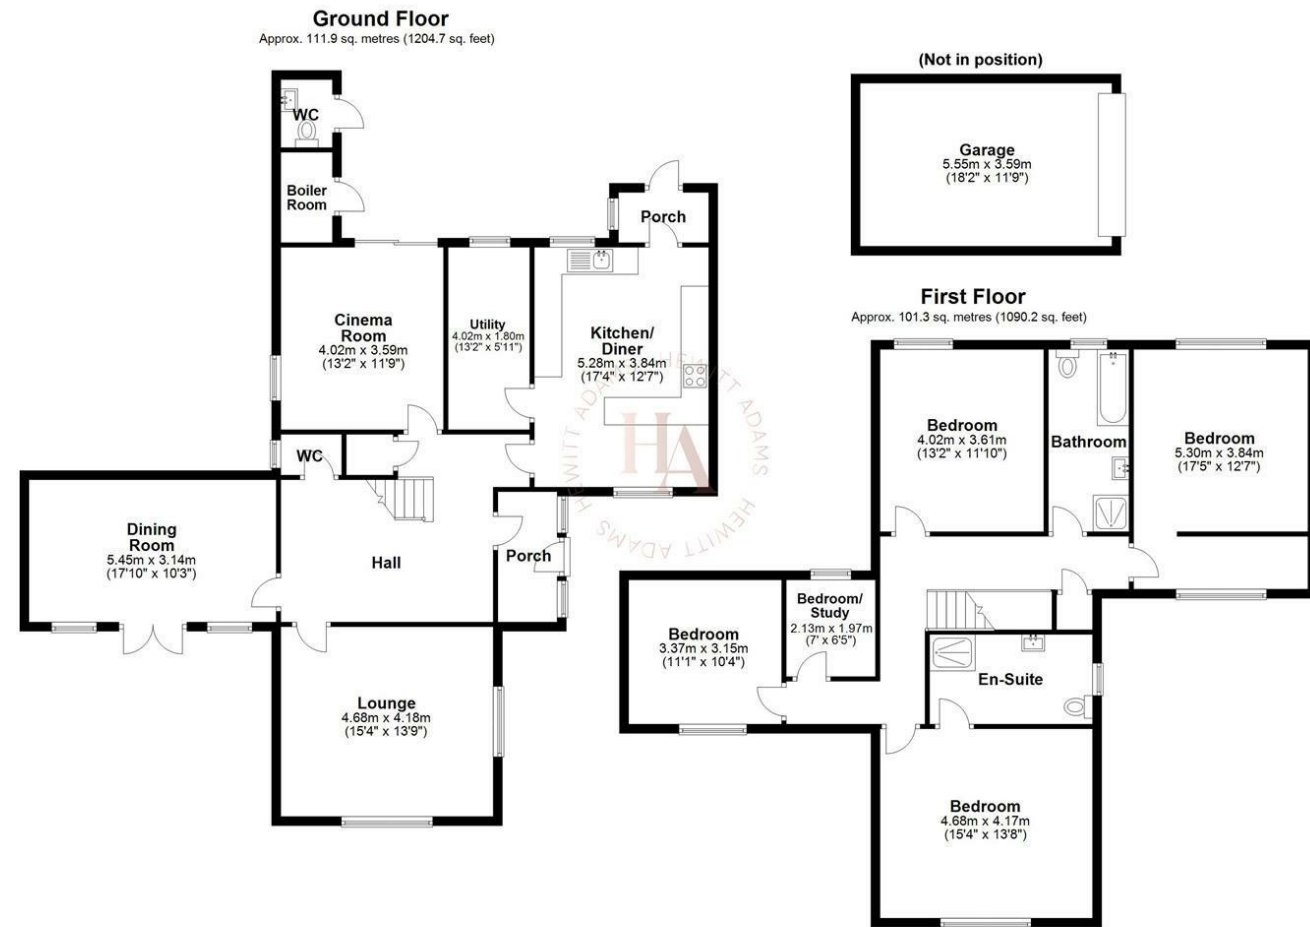 Ground Floor
Approx. 111.9 sq. metres (1204.7 sq. feet)
WC
Boiler
Room
Porch
Cinema
Room
4.02m x 3.59m
(13'2" x 11'9")
Utility
4.02m x 1.80m
(13'2" x 5'11")
Kitchen/
Diner
5.28m x 3.84m
(17'4" x 12'7")
WC
Dining
Room
5.45m x 3.14m
(17'10" x 10'3")
Hall
Porch
Lounge
4.68m x 4.18m
(15'4" x 13'9")
HEWITT ADAMS HEWITT ADAMS HEWITT ADAMS
HA
(Not in position)
Garage
5.55m x 3.59m
(18'2" x 11'9")
First Floor
Approx. 101.3 sq. metres (1090.2 sq. feet)
Bedroom
4.02m x 3.61m
(13'2" x 11'10")
Bathroom
Bedroom
5.30m x 3.84m
(17'5" x 12'7")
Bedroom
3.37m x 3.15m
(11'1" x 10'4")
Bedroom/
Study
2.13m x 1.97m
(7' x 6'5")
En-Suite
Bedroom
4.68m x 4.17m
(15'4" x 13'8")